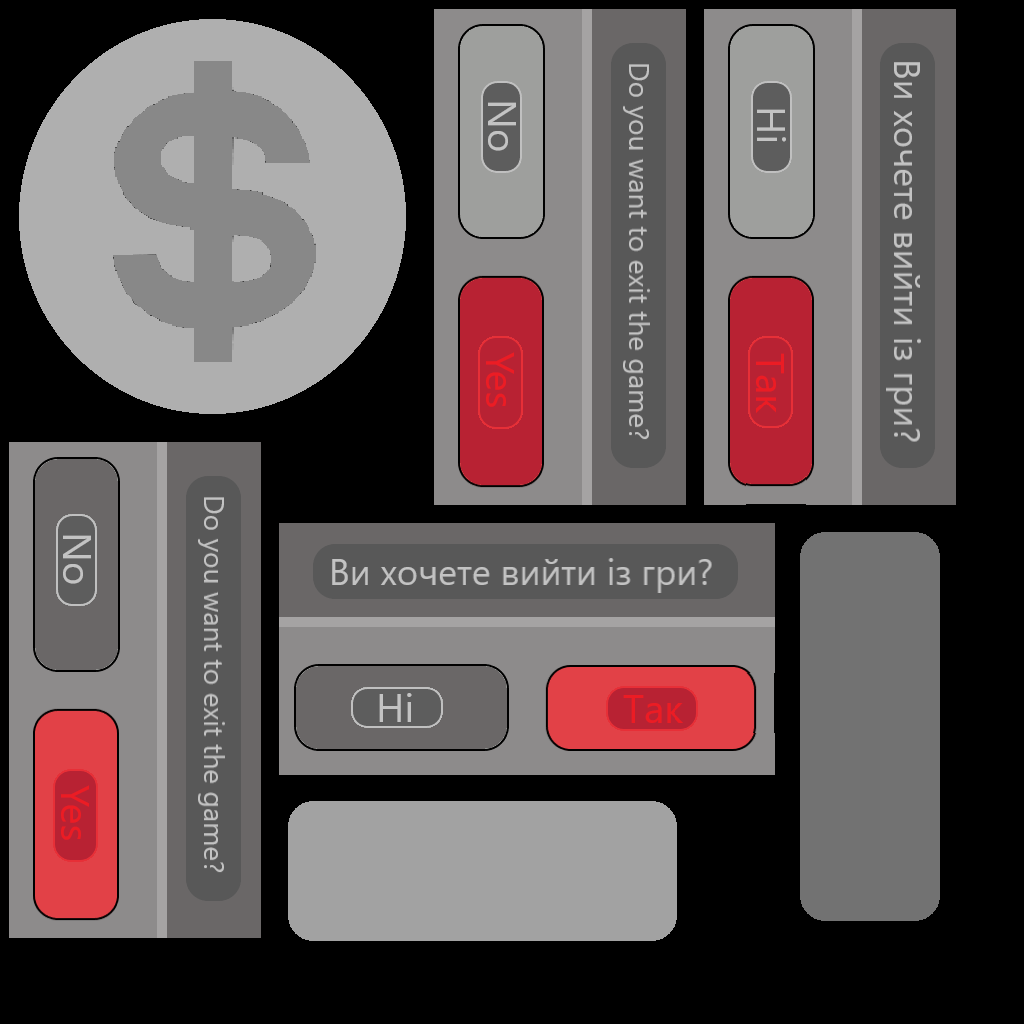 $
Do you want to exit the game?
No
Yes
Ви хочете вийти із гри?
Ні
Так
Do you want to exit the game?
No
Yes
Ви хочете вийти із гри?
Ні
Так